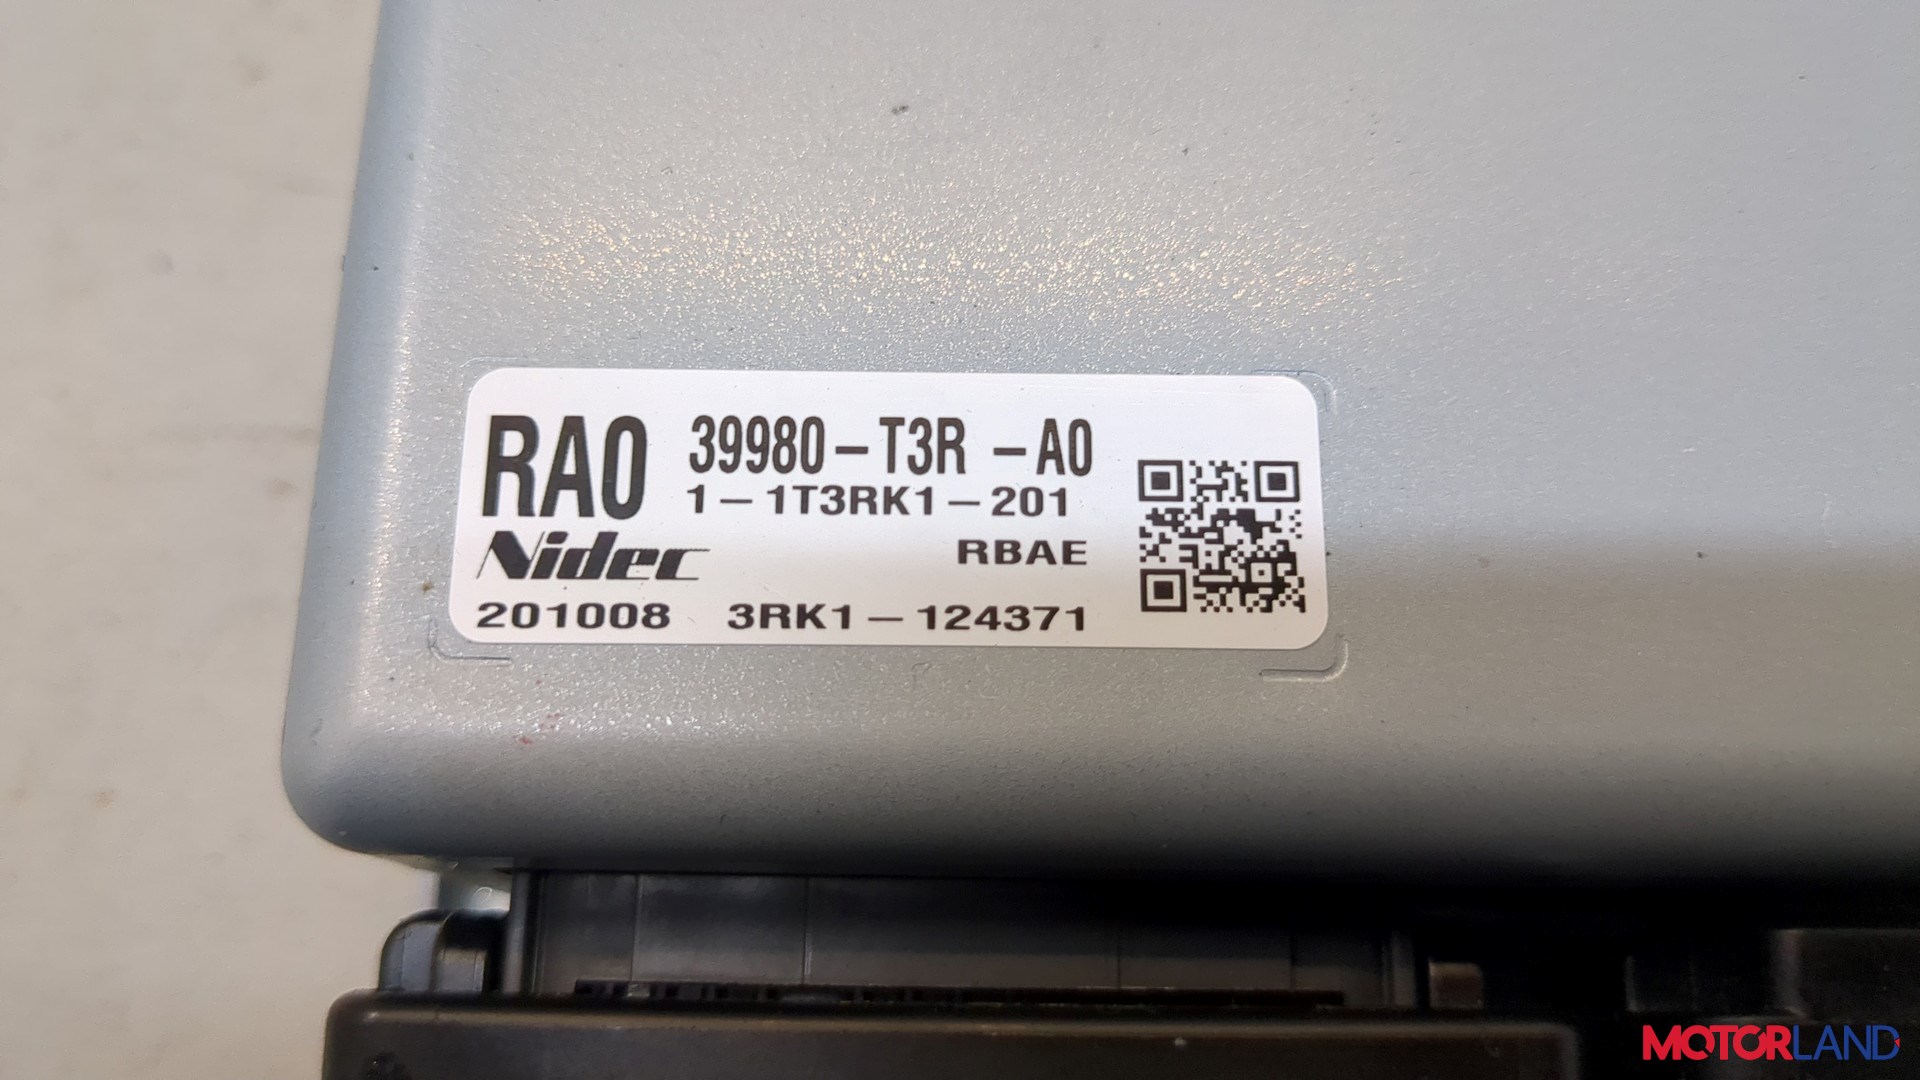 RA0 39980-T3R -A0
1-1T3RK1-201
Nidec RBAE
201008 3RK1-124371
MOTORLAND